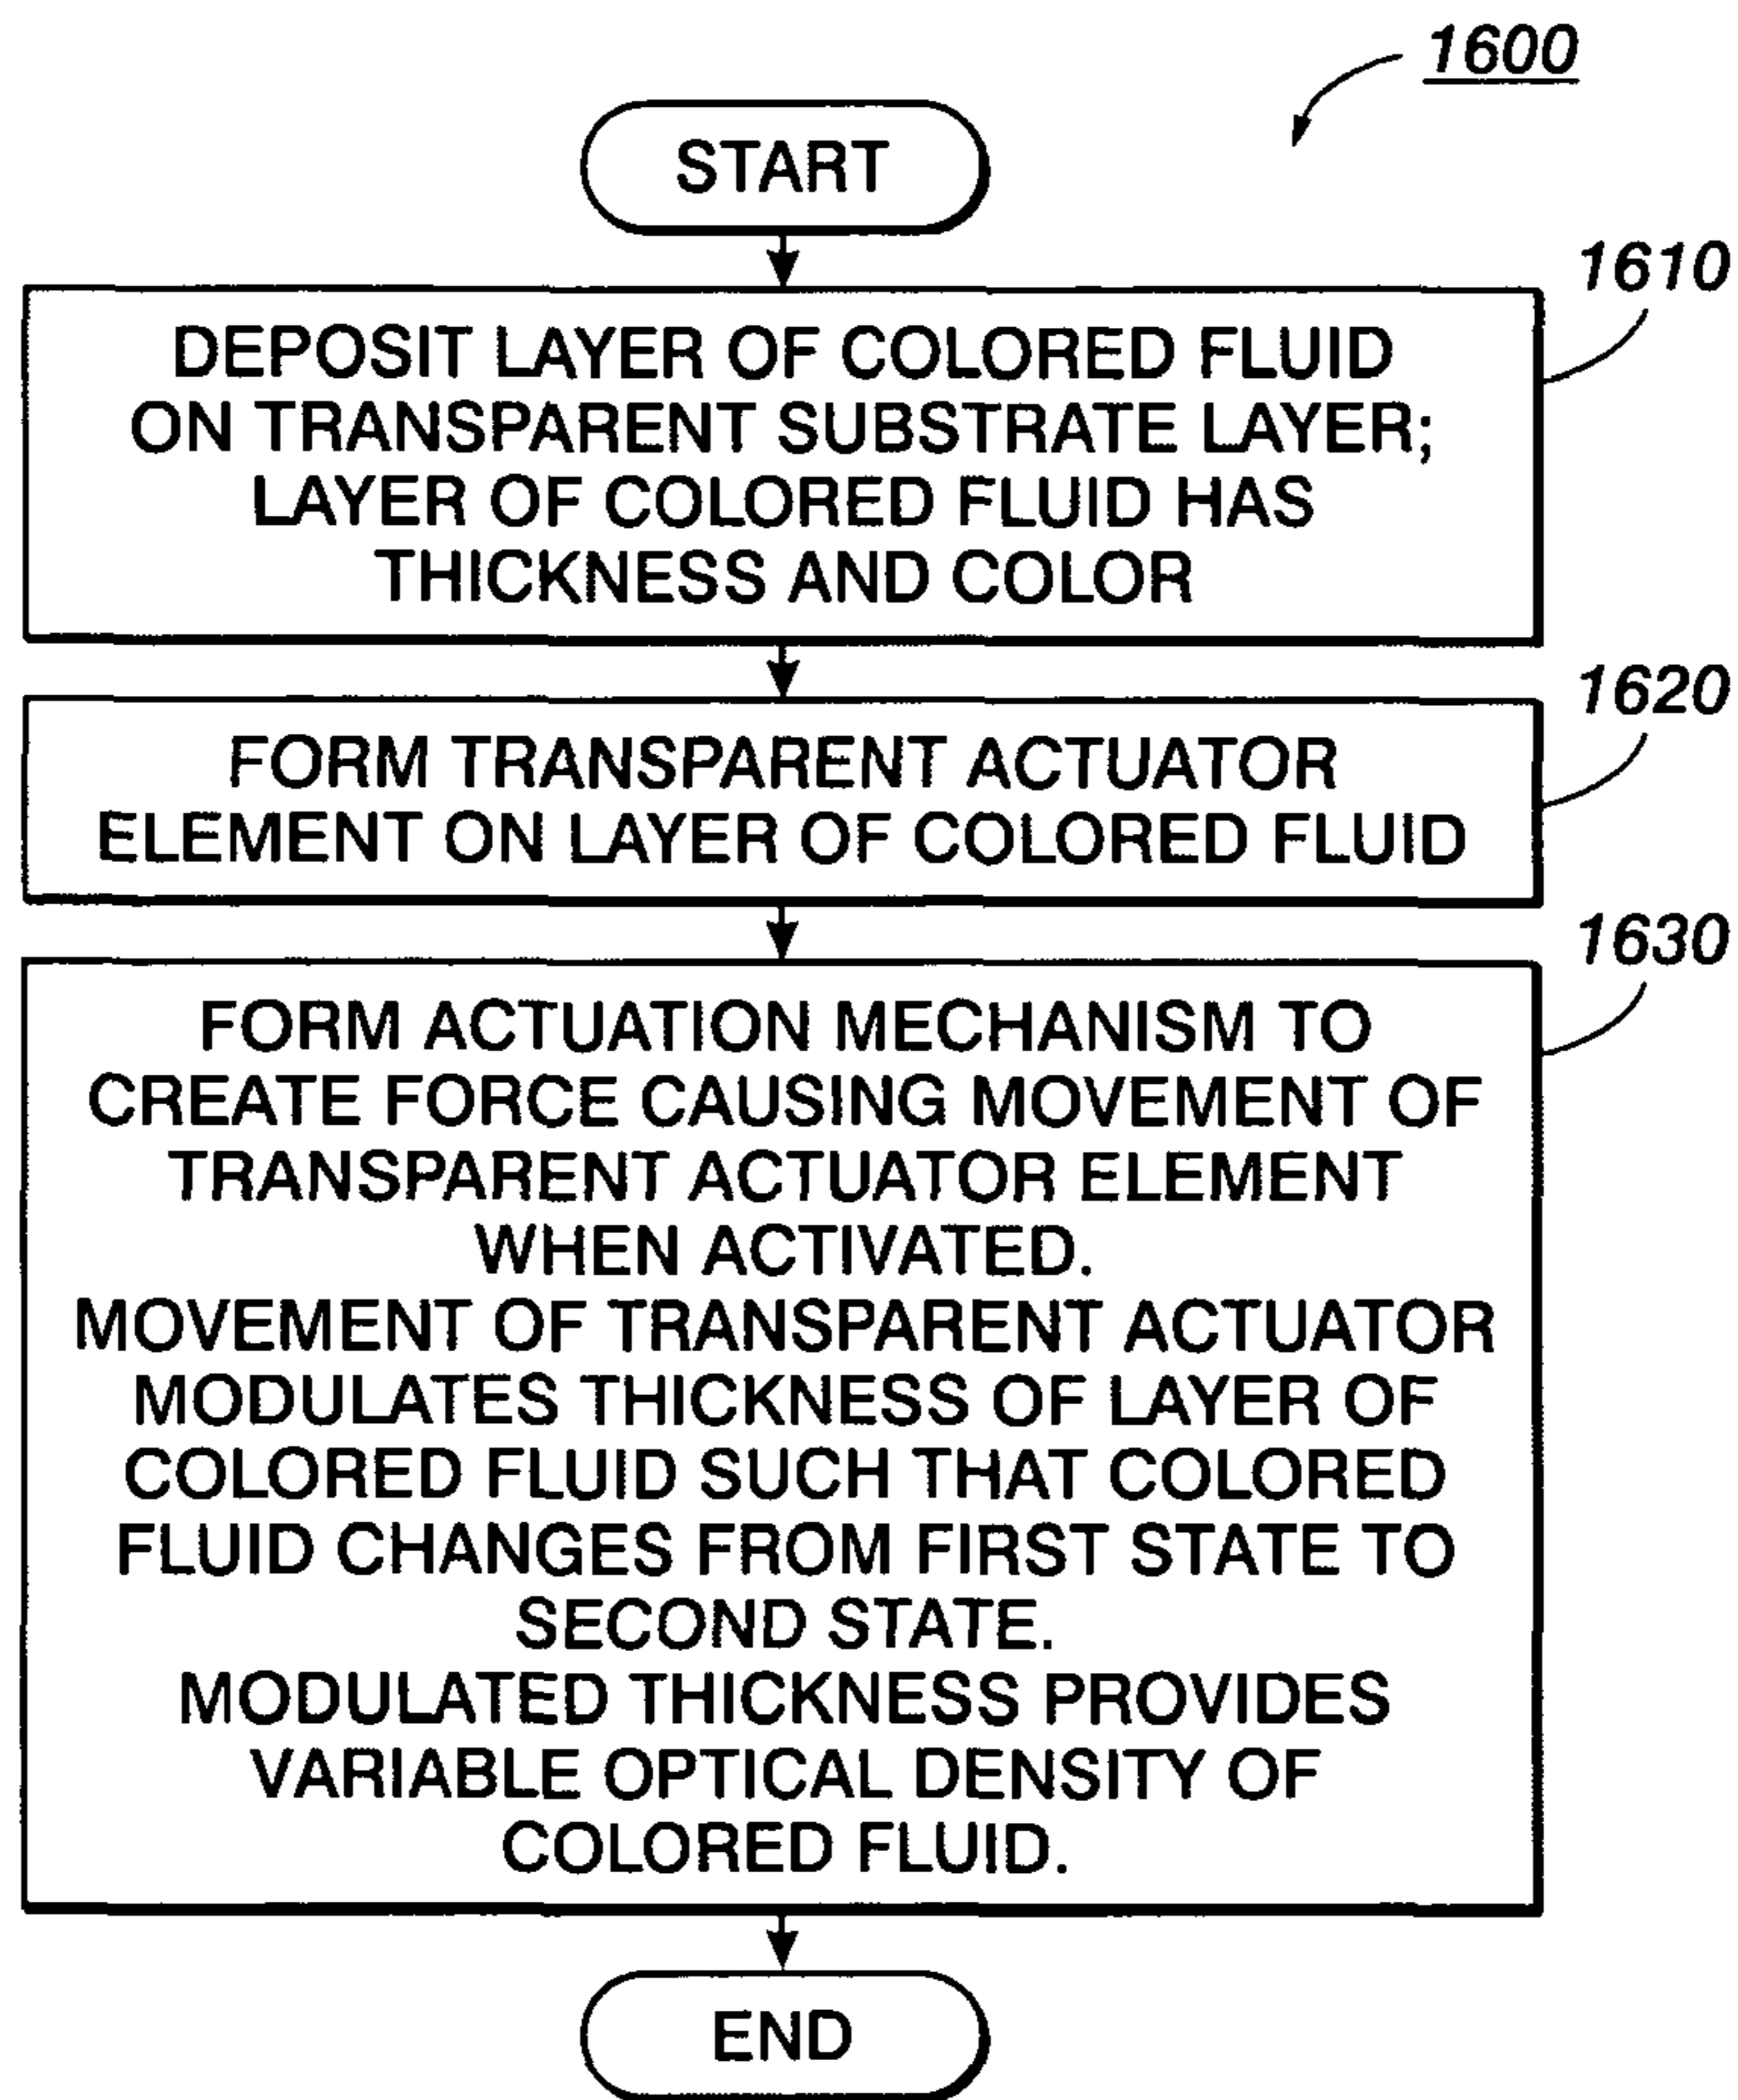 1600
START
1610
DEPOSIT LAYER OF COLORED FLUID
ON TRANSPARENT SUBSTRATE LAYER;
LAYER OF COLORED FLUID HAS
THICKNESS AND COLOR
1620
FORM TRANSPARENT ACTUATOR
ELEMENT ON LAYER OF COLORED FLUID
1630
FORM ACTUATION MECHANISM TO
CREATE FORCE CAUSING MOVEMENT OF
TRANSPARENT ACTUATOR ELEMENT
WHEN ACTIVATED.
MOVEMENT OF TRANSPARENT ACTUATOR
MODULATES THICKNESS OF LAYER OF
COLORED FLUID SUCH THAT COLORED
FLUID CHANGES FROM FIRST STATE TO
SECOND STATE.
MODULATED THICKNESS PROVIDES
VARIABLE OPTICAL DENSITY OF
COLORED FLUID.
END